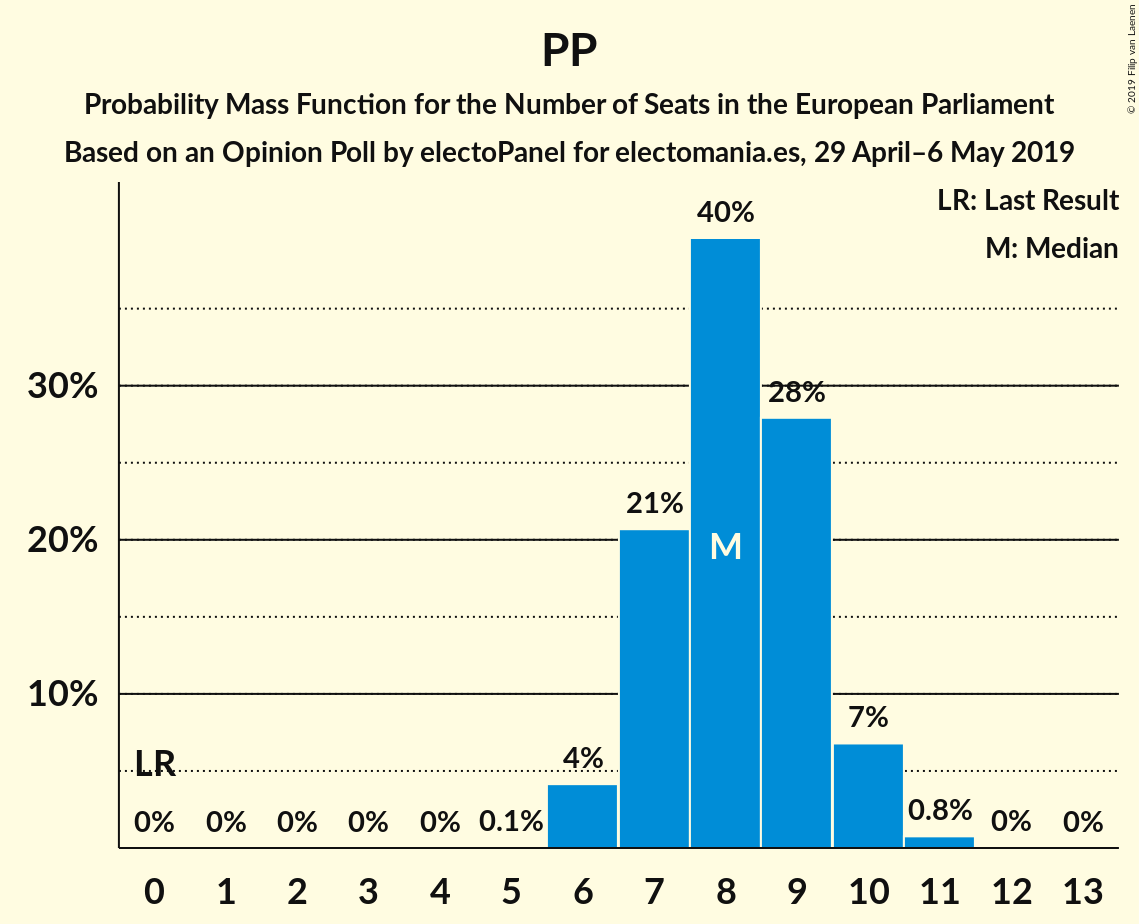 PP
Probability Mass Function for the Number of Seats in the European Parliament
Based on an Opinion Poll by electoPanel for electomania.es, 29 April–6 May 2019
© 2019 Filip van Laenen
LR: Last Result
M: Median
40%
30%
28%
21%
20%
M
10%
7%
LR
4%
0% 0% 0% 0% 0% 0.1% 0.8% 0% 0%
0 1 2 3 4 5 6 7 8 9 10 11 12 13